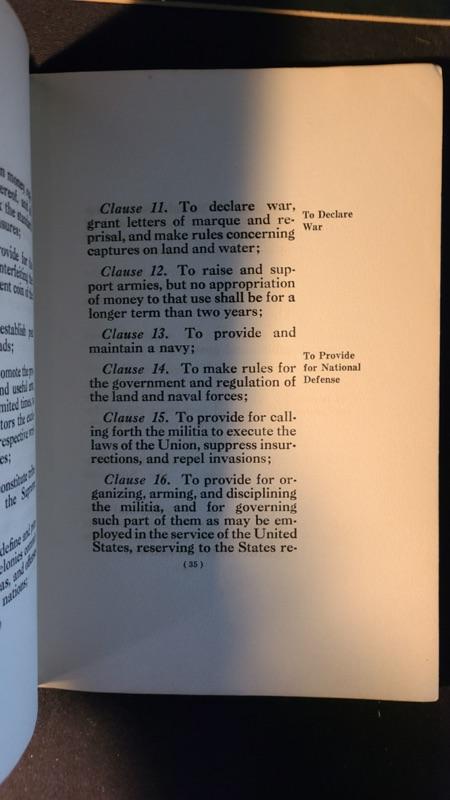 Clause 11. To declare war,
grant letters of marque and re-
prisal, and make rules concerning
captures on land and water;
To Declare
War
Clause 12. To raise and sup-
port armies, but no appropriation
of money to that use shall be for a
longer term than two years;
Clause 13. To provide and
maintain a navy;
Clause 14. To make rules for
the government and regulation of
the land and naval forces;
To Provide
for National
Defense
Clause 15. To provide for call-
ing forth the militia to execute the
laws of the Union, suppress insur-
rections, and repel invasions;
Clause 16. To provide for or-
ganizing, arming, and disciplining
the militia, and for governing
such part of them as may be em-
ployed in the service of the United
States, reserving to the States re-
(35)